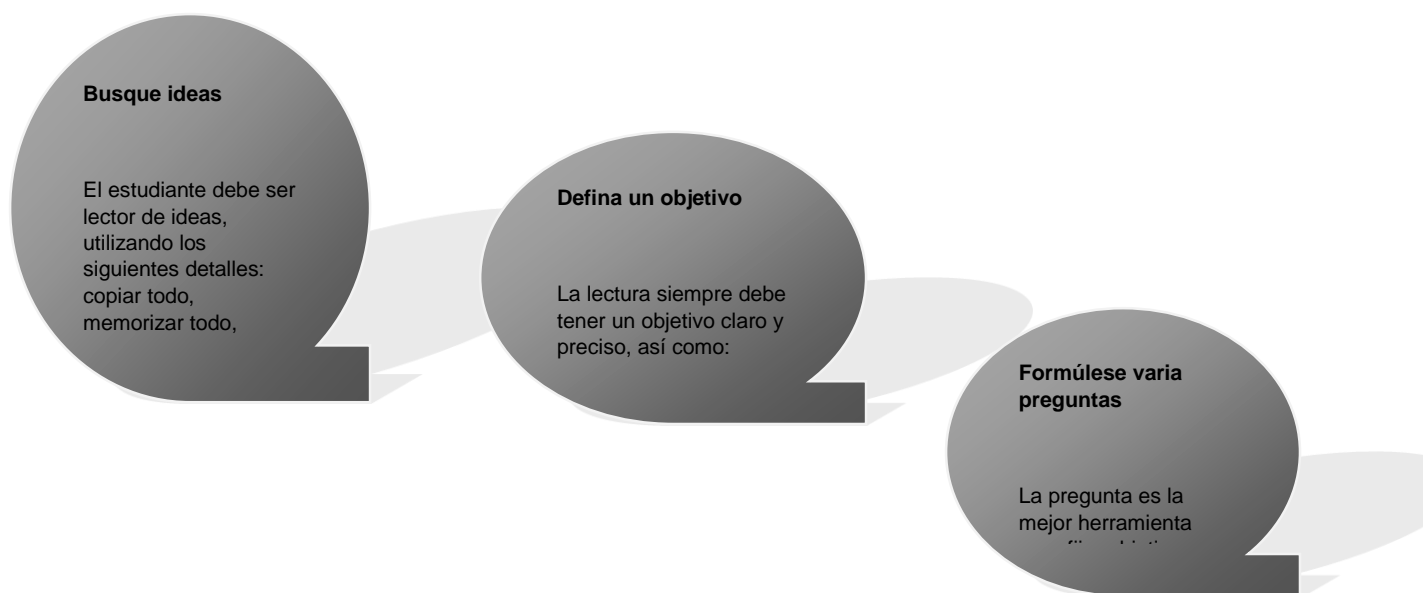 Busque ideas
El estudiante debe ser
lector de ideas,
utilizando los
siguientes detalles:
copiar todo,
memorizar todo,
Defina un objetivo
La lectura siempre debe
tener un objetivo claro y
preciso, así como:
Formúlese varia
preguntas
La pregunta es la
mejor herramienta